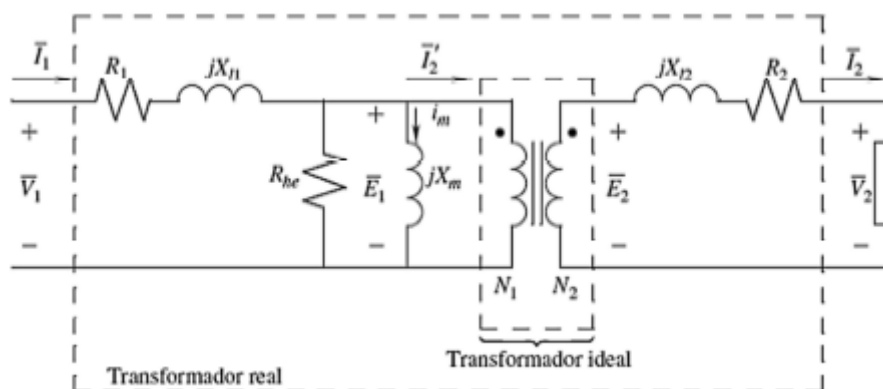 Ī₁ R₁ jXₗ₁ Ī₂′ jXₗ₂ R₂ Ī₂
+ + iₘ + +
V̄₁ Rₕₑ Ē₁ jXₘ Ē₂ V̄₂
− − − −
N₁ N₂
Transformador ideal
Transformador real